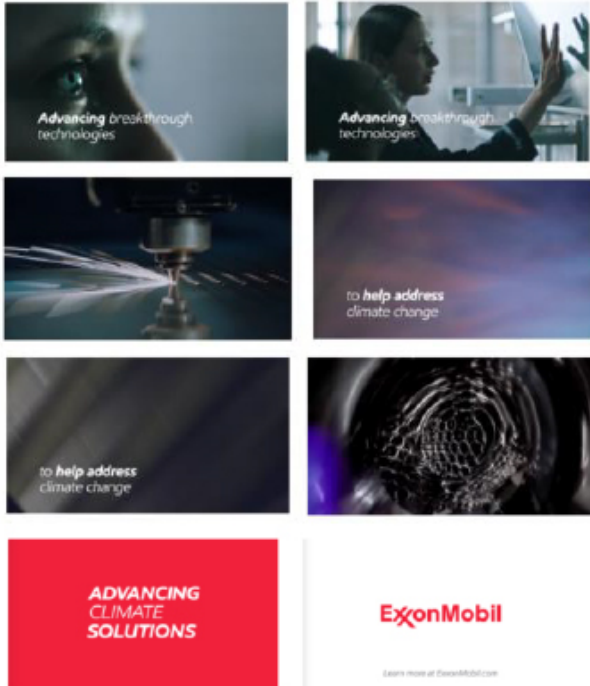 Advancing breakthrough
technologies
Advancing breakthrough
technologies
to help address
climate change
to help address
climate change
ADVANCING
CLIMATE
SOLUTIONS
ExxonMobil
Learn more at ExxonMobil.com